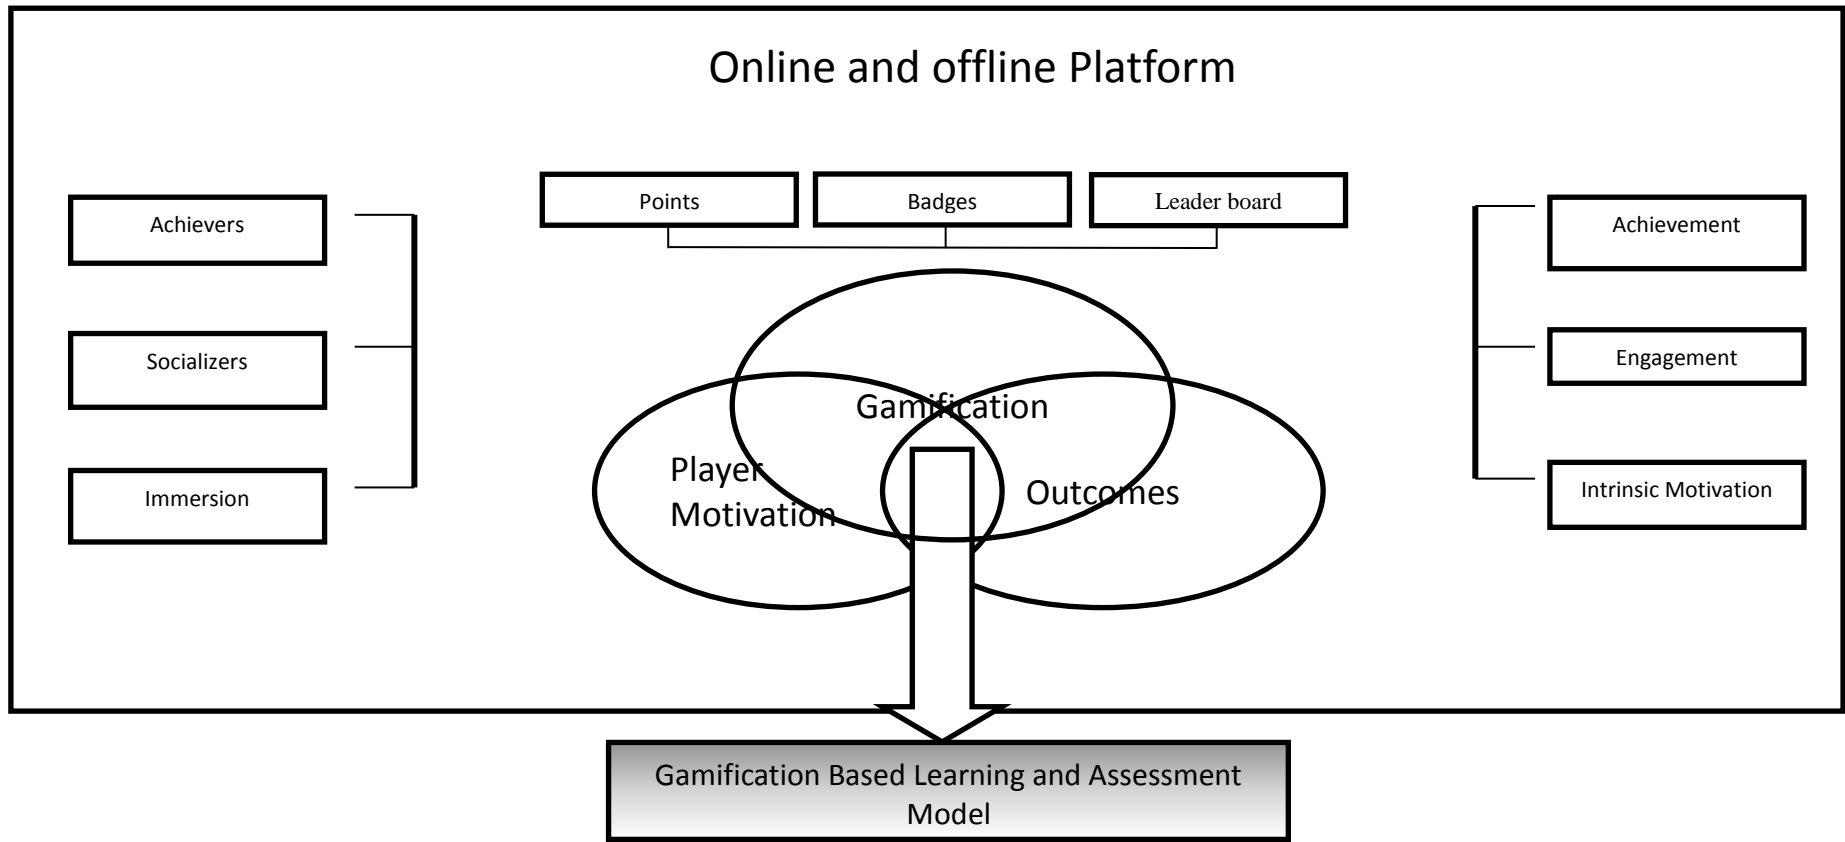 Online and offline Platform
Points
Badges
Leader board
Achievers
Socializers
Immersion
Achievement
Engagement
Intrinsic Motivation
Gamification
Player
Motivation
Outcomes
Gamification Based Learning and Assessment
Model